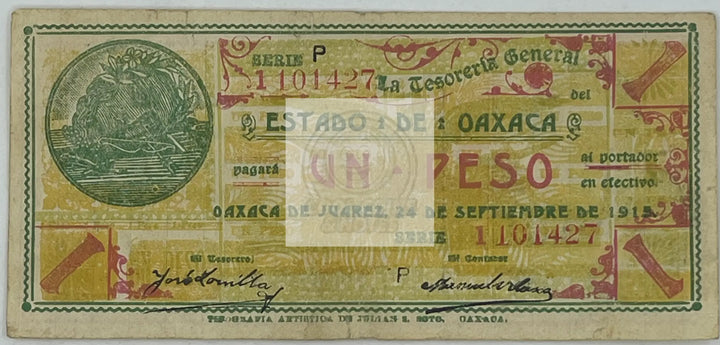 SERIE P
1101427
La Tesorería General
del
ESTADO DE OAXACA
pagará UN - PESO al portador
en efectivo.
OAXACA DE JUAREZ, 24 DE SEPTIEMBRE DE 1915.
SERIE 1101427
El Tesorero, El Contador
P
TIPOGRAFIA ARTISTICA DE JULIAN S. SOTO. OAXACA.